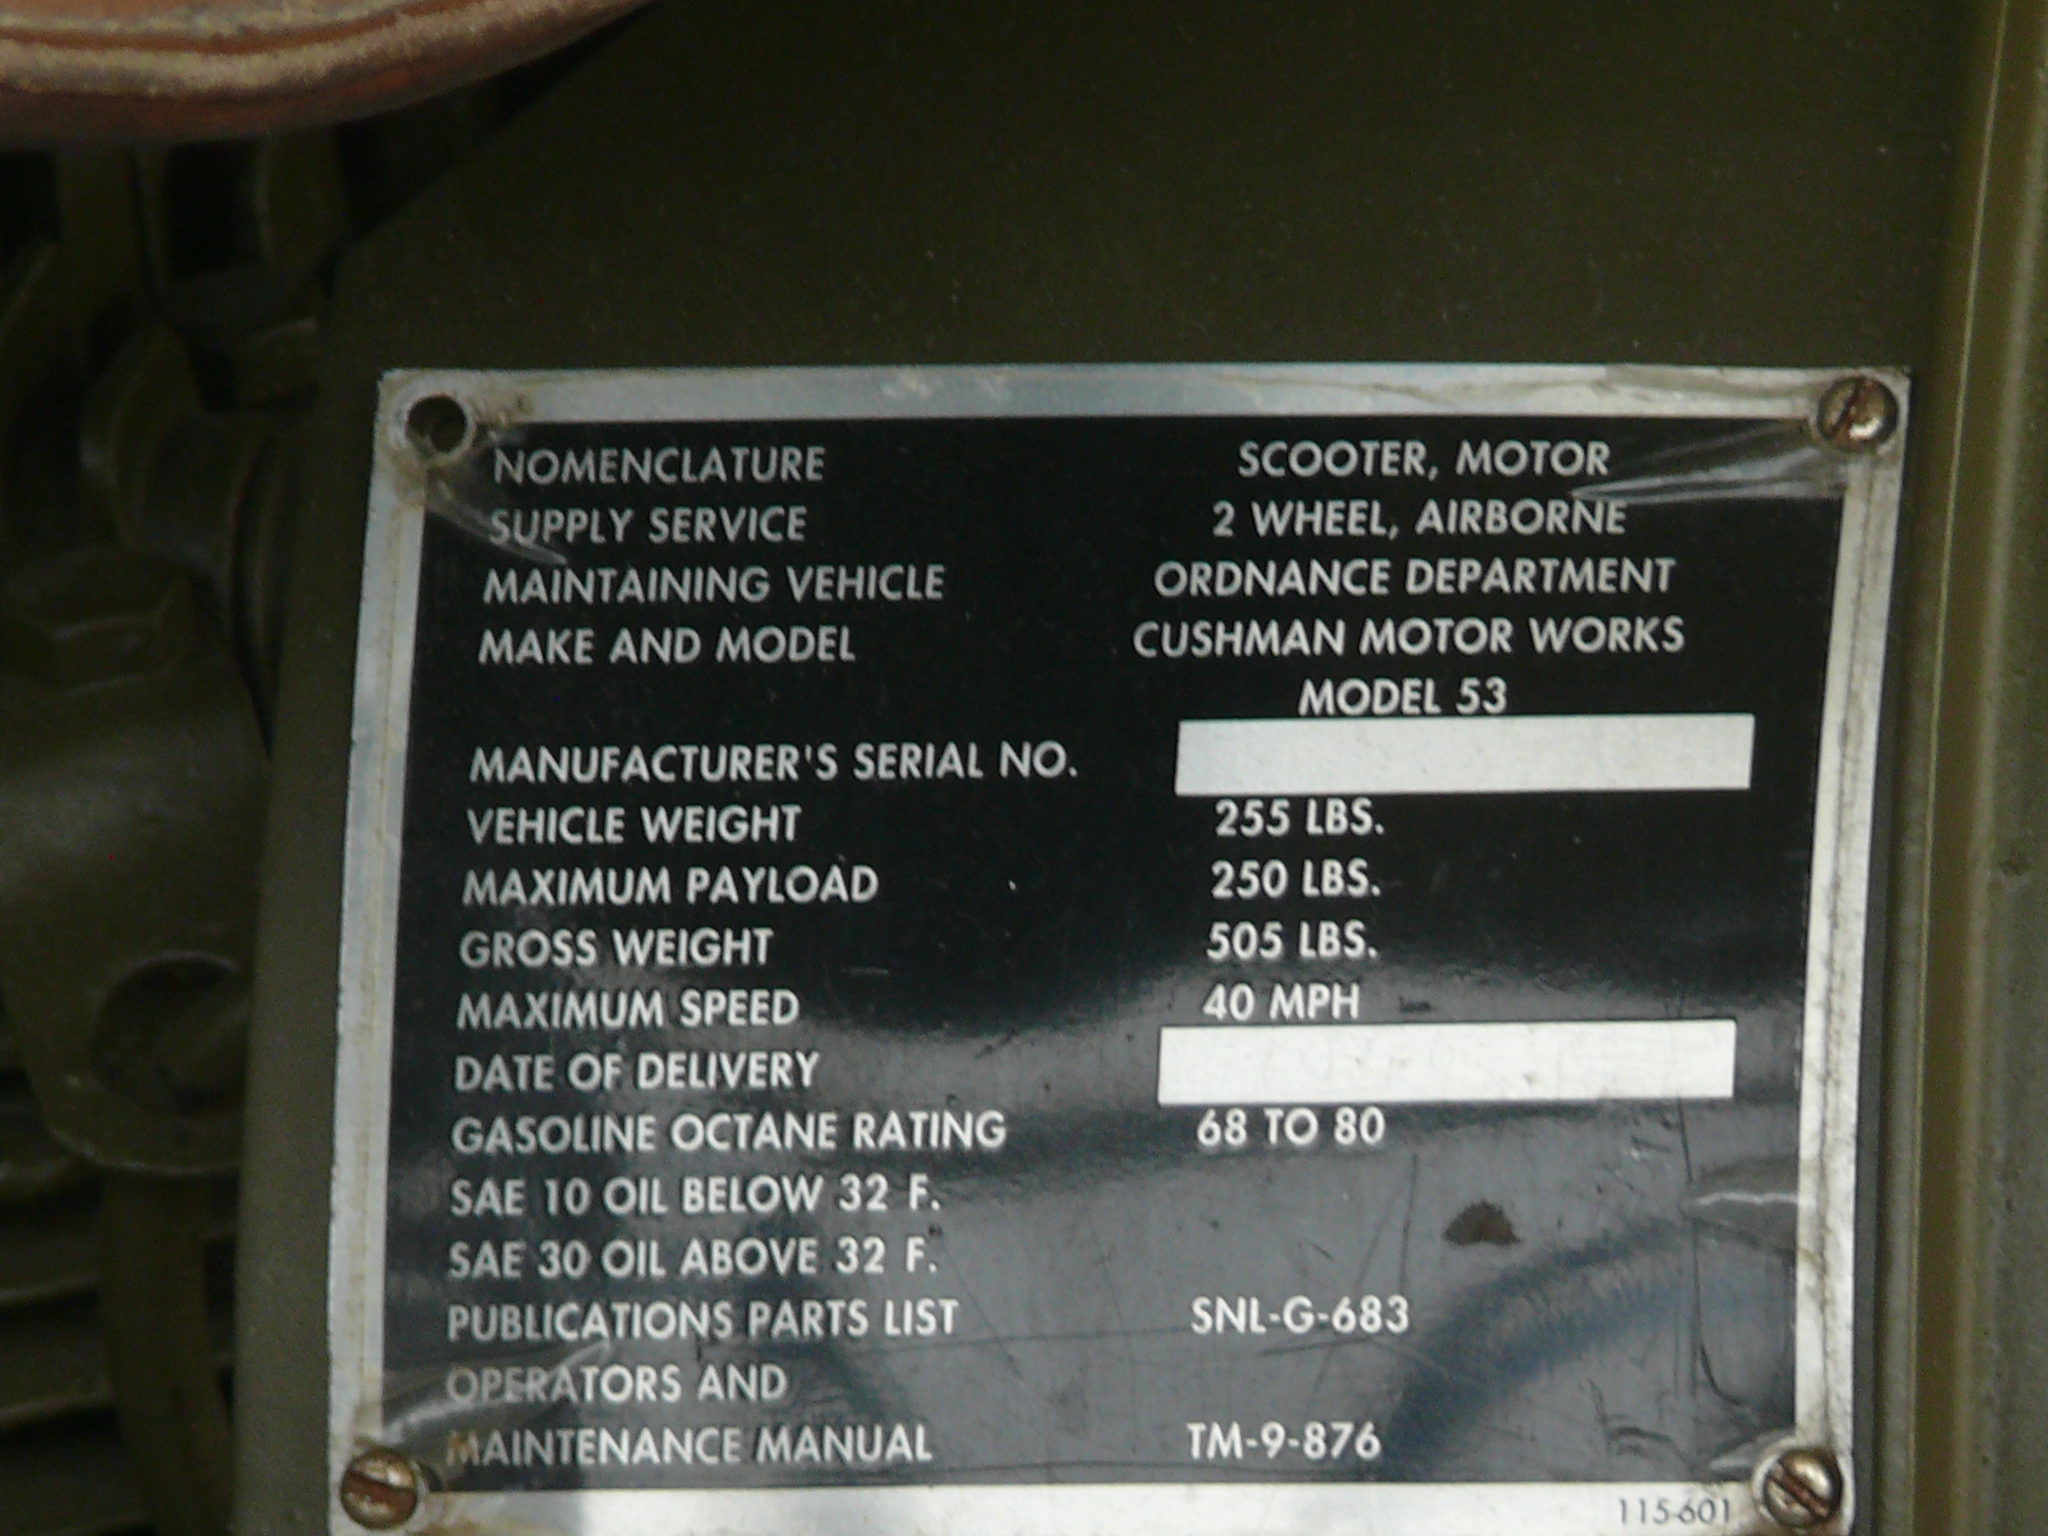 NOMENCLATURE SCOOTER, MOTOR
SUPPLY SERVICE 2 WHEEL, AIRBORNE
MAINTAINING VEHICLE ORDNANCE DEPARTMENT
MAKE AND MODEL CUSHMAN MOTOR WORKS
MODEL 53
MANUFACTURER'S SERIAL NO.
VEHICLE WEIGHT 255 LBS.
MAXIMUM PAYLOAD 250 LBS.
GROSS WEIGHT 505 LBS.
MAXIMUM SPEED 40 MPH
DATE OF DELIVERY
GASOLINE OCTANE RATING 68 TO 80
SAE 10 OIL BELOW 32 F.
SAE 30 OIL ABOVE 32 F.
PUBLICATIONS PARTS LIST SNL-G-683
OPERATORS AND
MAINTENANCE MANUAL TM-9-876
115-601